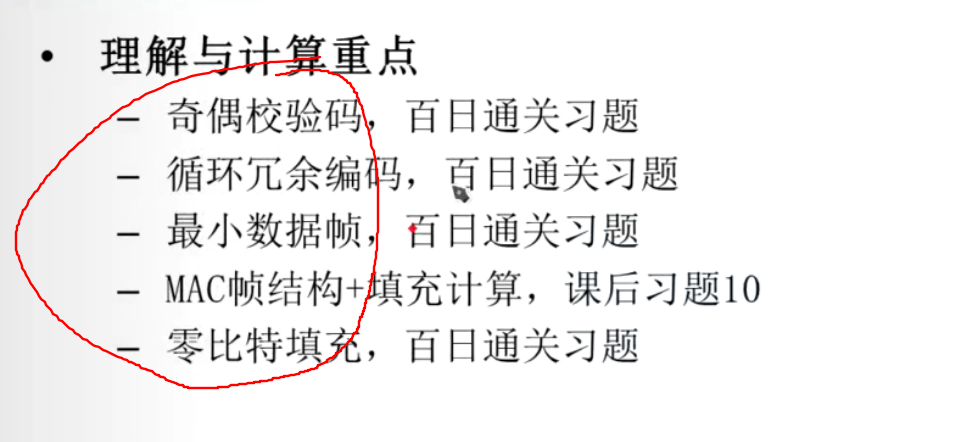 • 理解与计算重点
– 奇偶校验码，百日通关习题
– 循环冗余编码，百日通关习题
– 最小数据帧，百日通关习题
– MAC帧结构+填充计算，课后习题10
– 零比特填充，百日通关习题